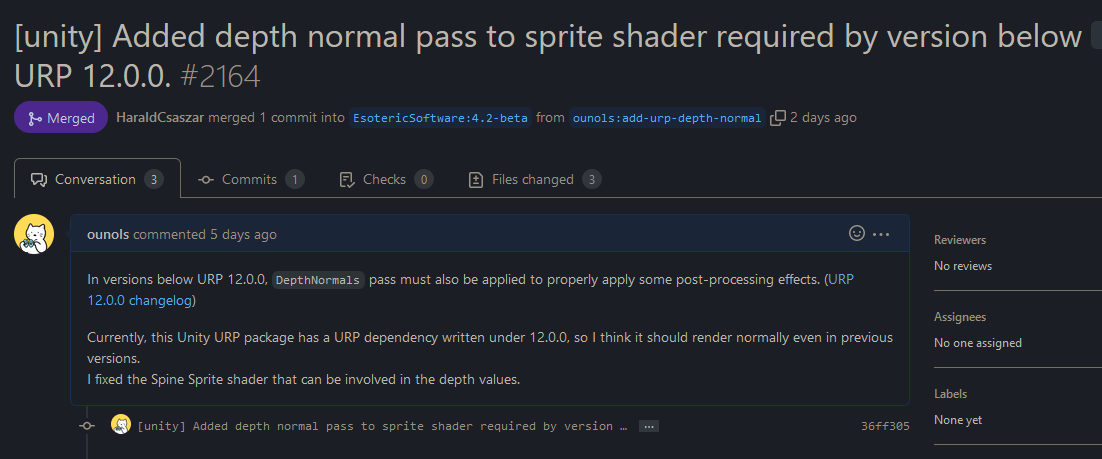 [unity] Added depth normal pass to sprite shader required by version below
URP 12.0.0. #2164
Merged HaraldCsaszar merged 1 commit into EsotericSoftware:4.2-beta from ounols:add-urp-depth-normal 2 days ago
Conversation 3 Commits 1 Checks 0 Files changed 3
ounols commented 5 days ago
In versions below URP 12.0.0, DepthNormals pass must also be applied to properly apply some post-processing effects. (URP
12.0.0 changelog)
Currently, this Unity URP package has a URP dependency written under 12.0.0, so I think it should render normally even in previous
versions.
I fixed the Spine Sprite shader that can be involved in the depth values.
[unity] Added depth normal pass to sprite shader required by version … ... 36ff305
Reviewers
No reviews
Assignees
No one assigned
Labels
None yet